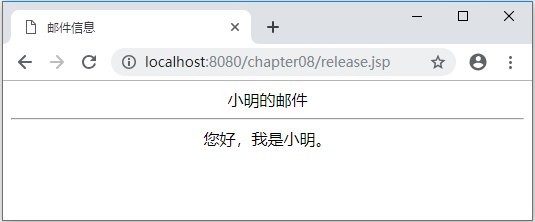 邮件信息
localhost:8080/chapter08/release.jsp
小明的邮件
您好，我是小明。